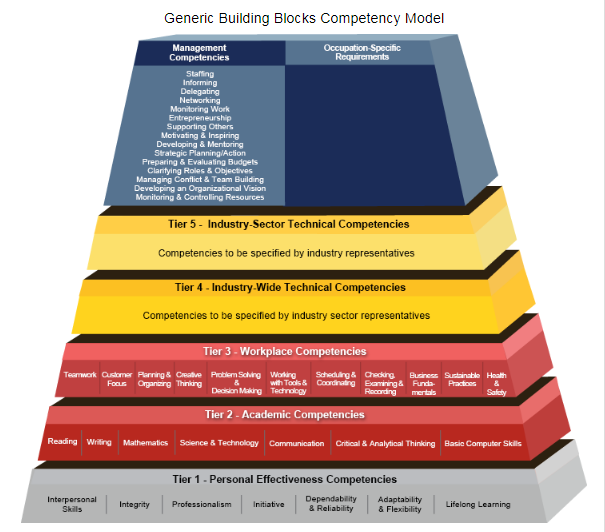 Generic Building Blocks Competency Model
Management
Competencies
Occupation-Specific
Requirements
Staffing
Informing
Delegating
Networking
Monitoring Work
Entrepreneurship
Supporting Others
Motivating & Inspiring
Developing & Mentoring
Strategic Planning/Action
Preparing & Evaluating Budgets
Clarifying Roles & Objectives
Managing Conflict & Team Building
Developing an Organizational Vision
Monitoring & Controlling Resources
Tier 5 - Industry-Sector Technical Competencies
Competencies to be specified by industry representatives
Tier 4 - Industry-Wide Technical Competencies
Competencies to be specified by industry sector representatives
Tier 3 - Workplace Competencies
Teamwork
Customer
Focus
Planning &
Organizing
Creative
Thinking
Problem Solving
&
Decision Making
Working
with Tools &
Technology
Scheduling &
Coordinating
Checking,
Examining &
Recording
Business
Funda-
mentals
Sustainable
Practices
Health
&
Safety
Tier 2 - Academic Competencies
Reading
Writing
Mathematics
Science & Technology
Communication
Critical & Analytical Thinking
Basic Computer Skills
Tier 1 - Personal Effectiveness Competencies
Interpersonal
Skills
Integrity
Professionalism
Initiative
Dependability
& Reliability
Adaptability
& Flexibility
Lifelong Learning